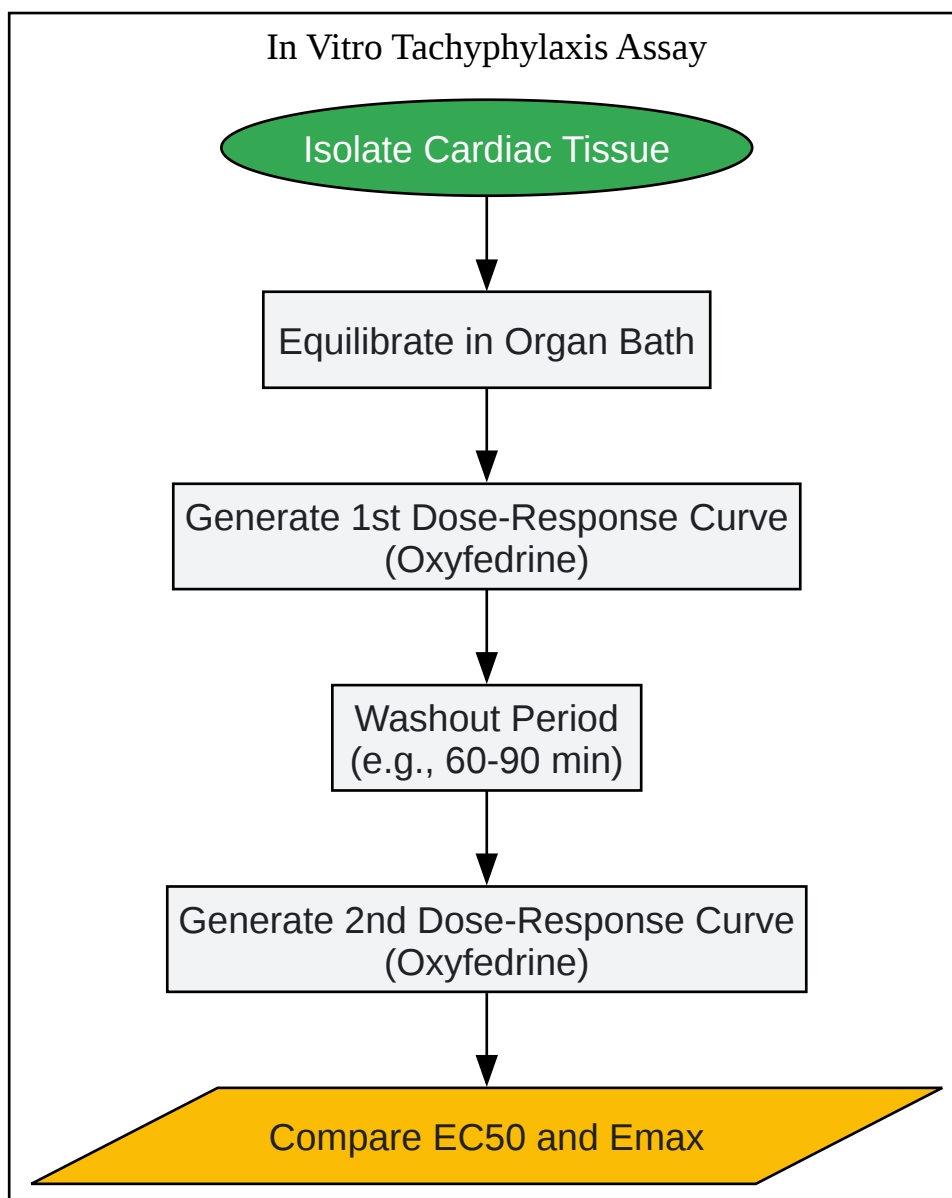 In Vitro Tachyphylaxis Assay
Isolate Cardiac Tissue
Equilibrate in Organ Bath
Generate 1st Dose-Response Curve
(Oxyfedrine)
Washout Period
(e.g., 60-90 min)
Generate 2nd Dose-Response Curve
(Oxyfedrine)
Compare EC50 and Emax